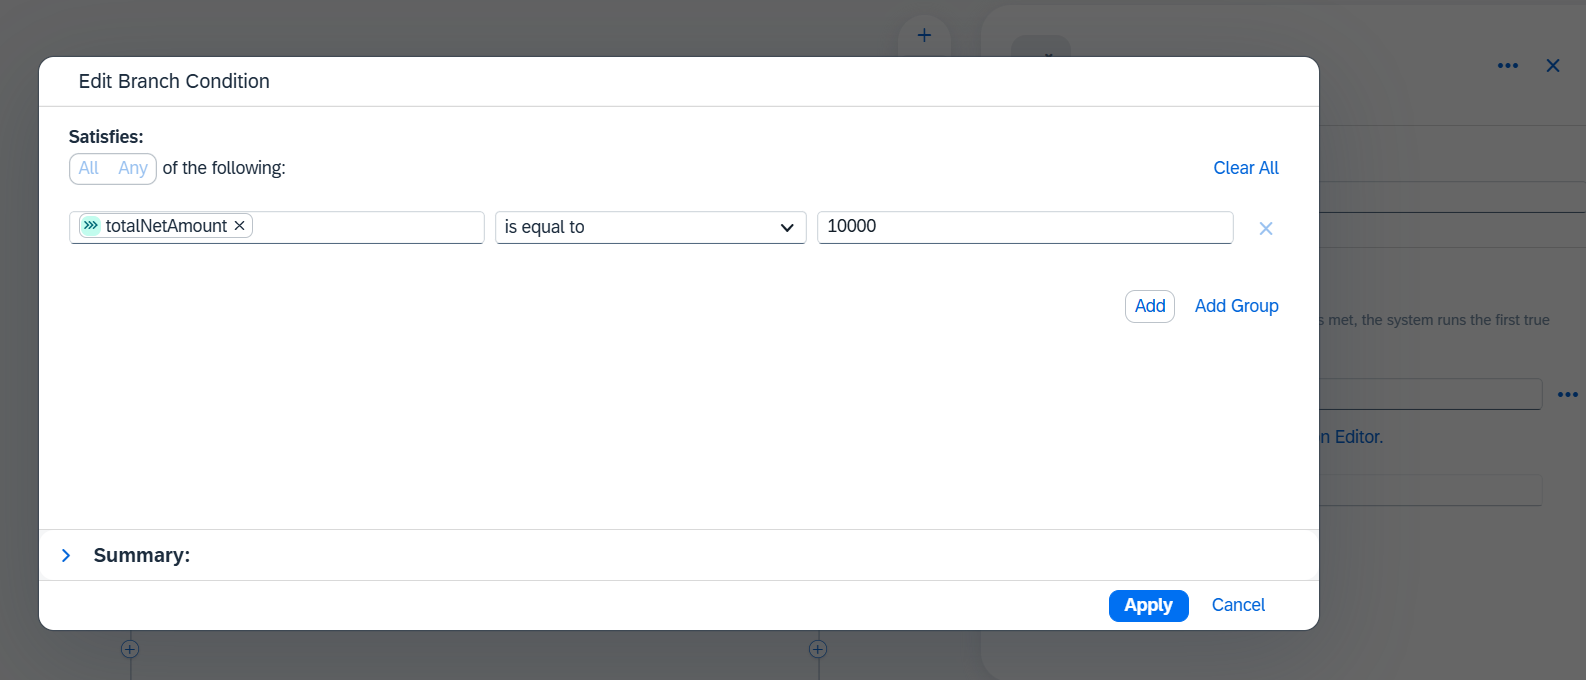 Edit Branch Condition
Satisfies:
All Any of the following:
Clear All
totalNetAmount
is equal to
10000
Add Add Group
s met, the system runs the first true
n Editor.
Summary:
Apply Cancel